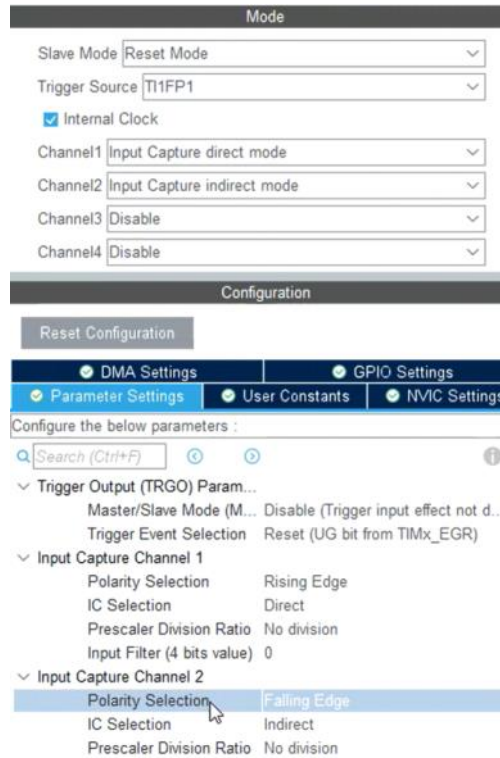 Mode
Slave Mode Reset Mode
Trigger Source TI1FP1
Internal Clock
Channel1 Input Capture direct mode
Channel2 Input Capture indirect mode
Channel3 Disable
Channel4 Disable
Configuration
Reset Configuration
DMA Settings GPIO Settings
Parameter Settings User Constants NVIC Settings
Configure the below parameters :
Search (Ctrl+F)
Trigger Output (TRGO) Param...
Master/Slave Mode (M... Disable (Trigger input effect not d...
Trigger Event Selection Reset (UG bit from TIMx_EGR)
Input Capture Channel 1
Polarity Selection Rising Edge
IC Selection Direct
Prescaler Division Ratio No division
Input Filter (4 bits value) 0
Input Capture Channel 2
Polarity Selection Falling Edge
IC Selection Indirect
Prescaler Division Ratio No division